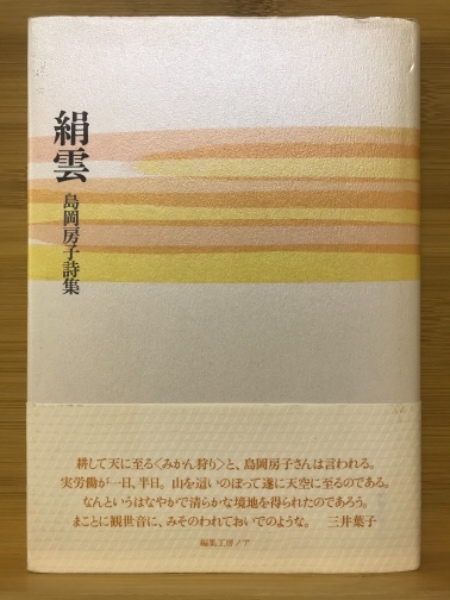 絹雲
島岡房子詩集
耕して天に至る〈みかん狩り〉と、島岡房子さんは言われる。
実労働が一日、半日。山を這いのぼって遂に天空に至るのである。
なんというはなやかで清らかな境地を得られたのであろう。
まことに観世音に、みそのわれておいでのような。 三井葉子
編集工房ノア